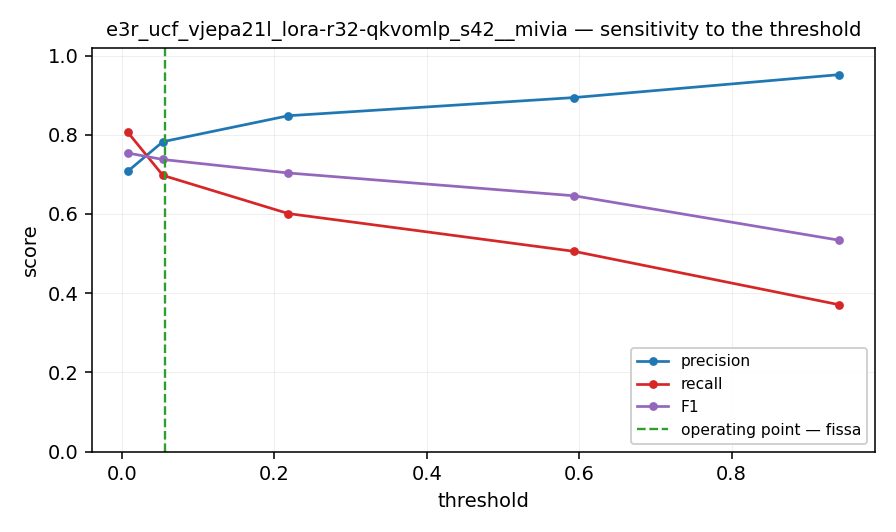 e3r_ucf_vjepa21l_lora-r32-qkvomlp_s42__mivia — sensitivity to the threshold
1.0
0.8
0.6
0.4
0.2
0.0
score
0.0 0.2 0.4 0.6 0.8
threshold
precision
recall
F1
operating point — fissa